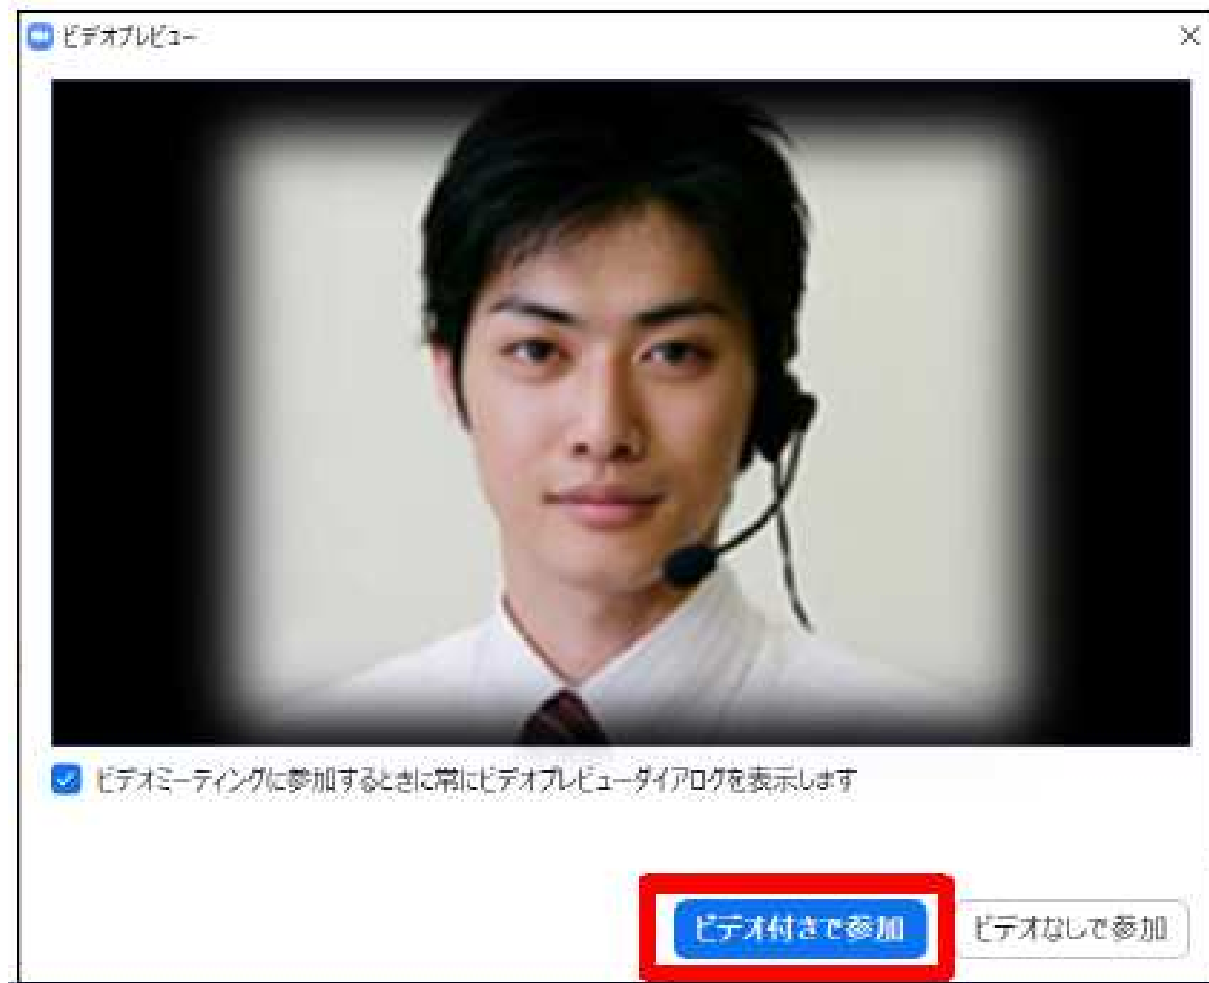 ビデオプレビュー
ビデオミーティングに参加するときに常にビデオプレビューダイアログを表示します
ビデオ付きで参加
ビデオなしで参加